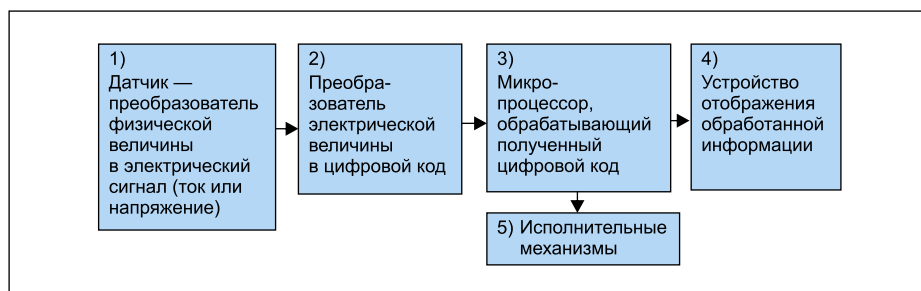 1)
Датчик —
преобразователь
физической
величины
в электрический
сигнал (ток или
напряжение)
2)
Преобра-
зователь
электрической
величины
в цифровой код
3)
Микро-
процессор,
обрабатывающий
полученный
цифровой код
4)
Устройство
отображения
обработанной
информации
5) Исполнительные
механизмы